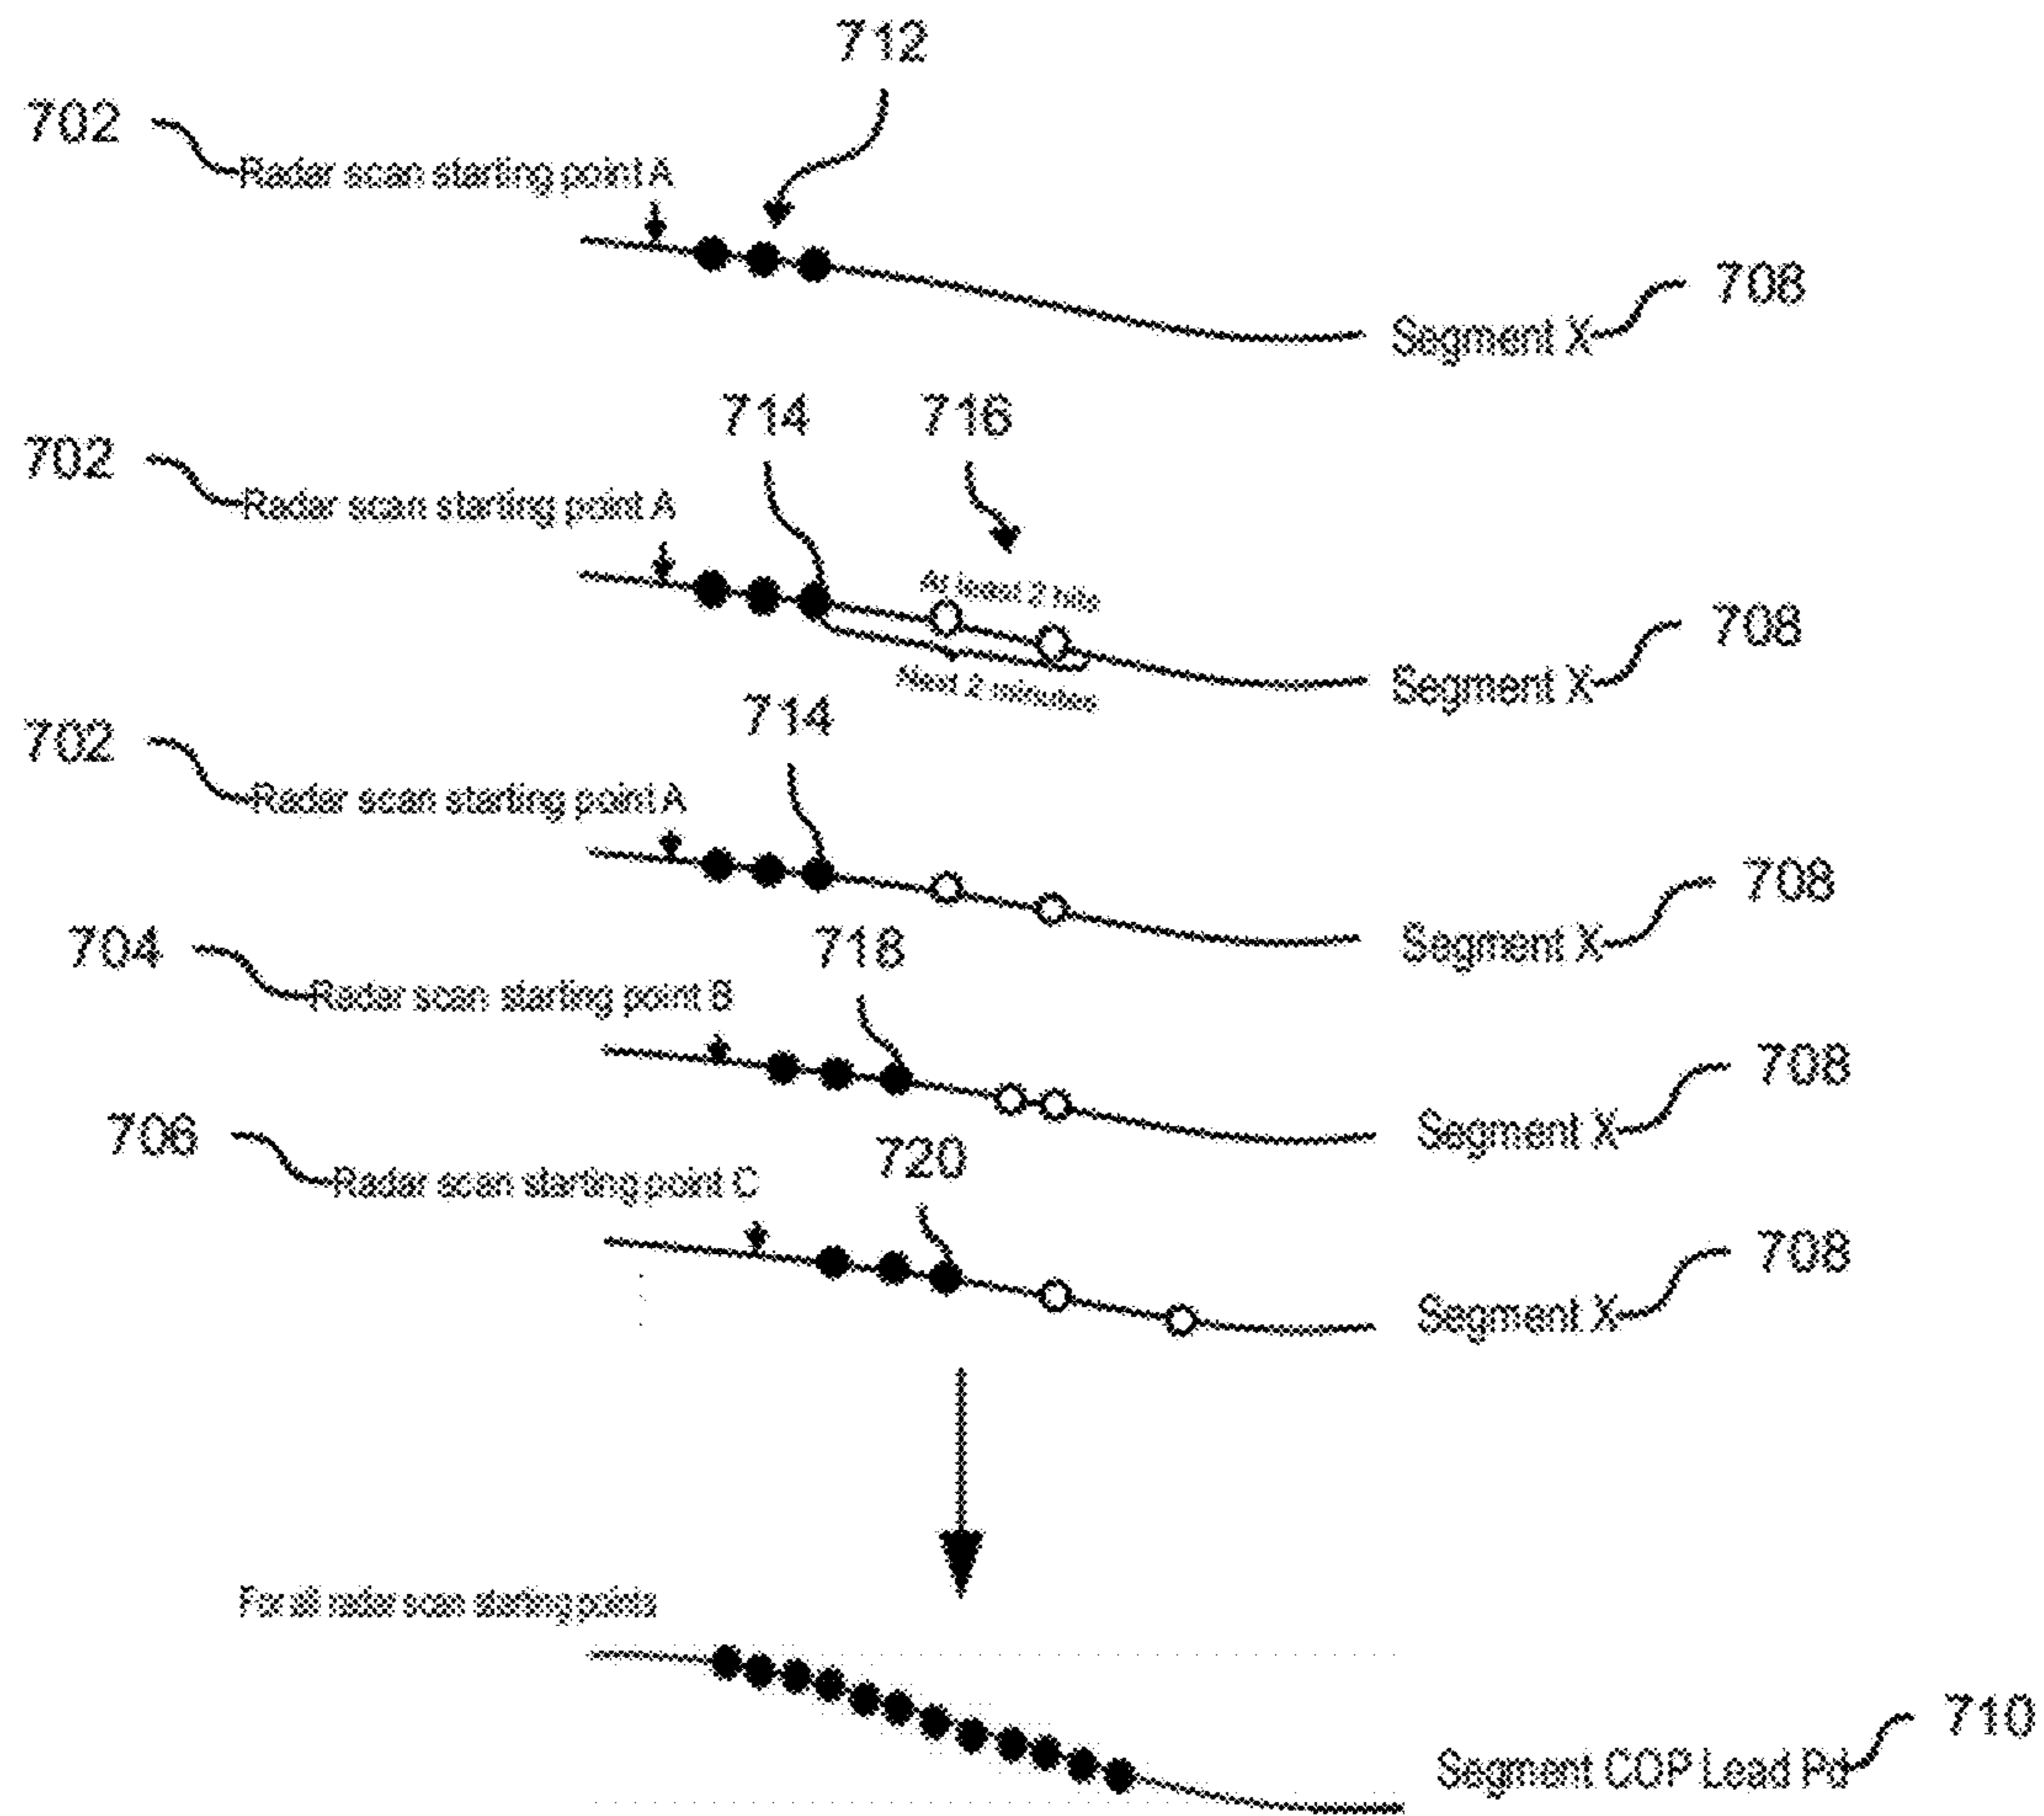 712
702
Radar scan starting point A
708
Segment X
714
716
702
Radar scan starting point A
At least 2 hits
708
Next 2 minutes
Segment X
714
702
Radar scan starting point A
708
Segment X
704
718
Radar scan starting point B
708
Segment X
706
720
Radar scan starting point C
708
Segment X
For all radar scan starting points
710
Segment COP Lead Pd